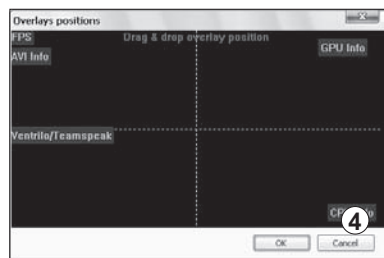 Overlays positions
FPS
Drag & drop overlay position
GPU Info
AVI Info
Ventrilo/Teamspeak
4
OK
Cancel